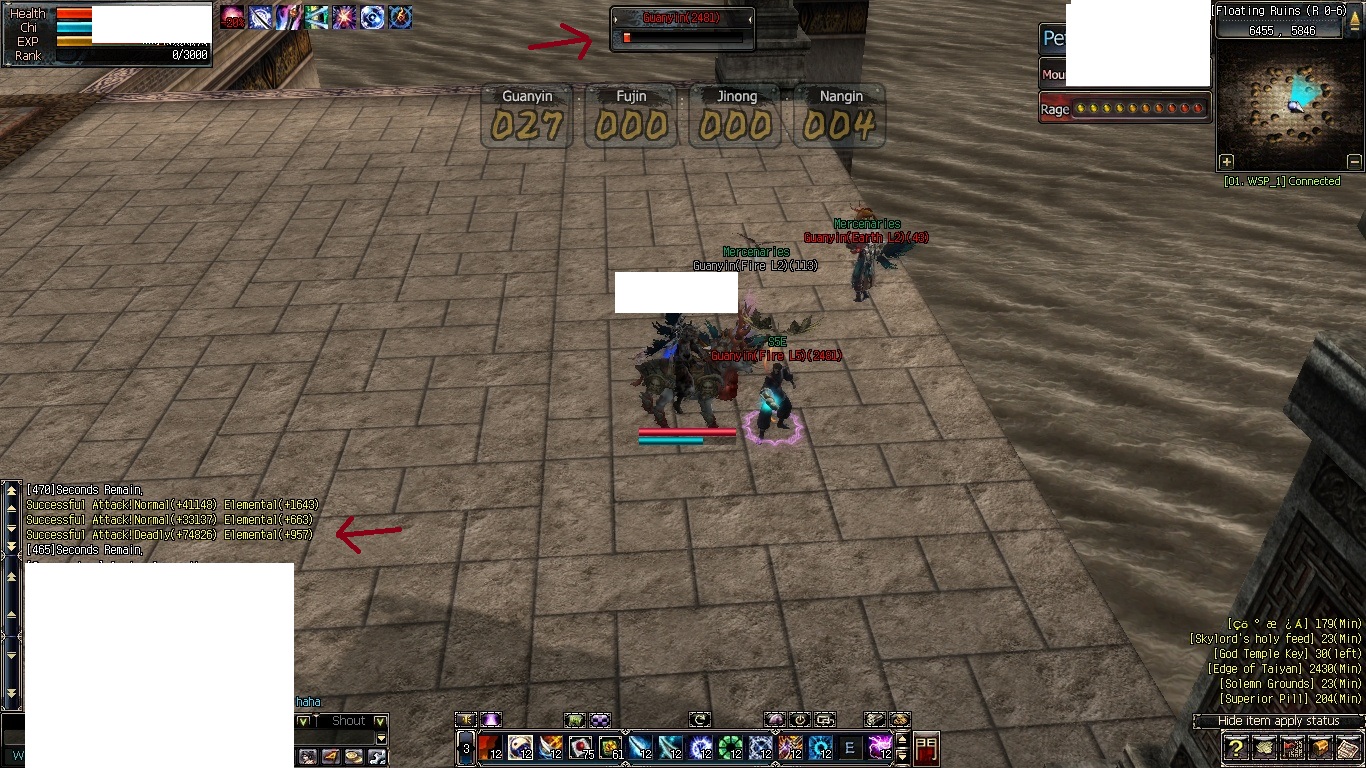 Health
Chi
EXP
Rank
0/3000
-20%
Guanyin(2481)
Floating Ruins (R 0-6)
6455 , 5846
Mou
Rage
[01. WSP_1] Connected
Guanyin Fujin Jinong Nangin
027 000 000 004
Mercenaries
Guanyin(Earth L2)(43)
Mercenaries
Guanyin(Fire L2)(113)
SSE
Guanyin(Fire L5)(2481)
[470]Seconds Remain,
Successful Attack!Normal(+41148) Elemental(+1643)
Successful Attack!Normal(+33137) Elemental(+663)
Successful Attack!Deadly(+74826) Elemental(+957)
[465]Seconds Remain,
haha
Shout
W
[Skylord's holy feed] 23(Min)
[God Temple Key] 30(left)
[Edge of Taiyan] 2430(Min)
[Solemn Grounds] 23(Min)
[Superior Pill] 204(Min)
Hide item apply status
3 12 12 12 75 61 12 12 12 12 12 12 12 E 12